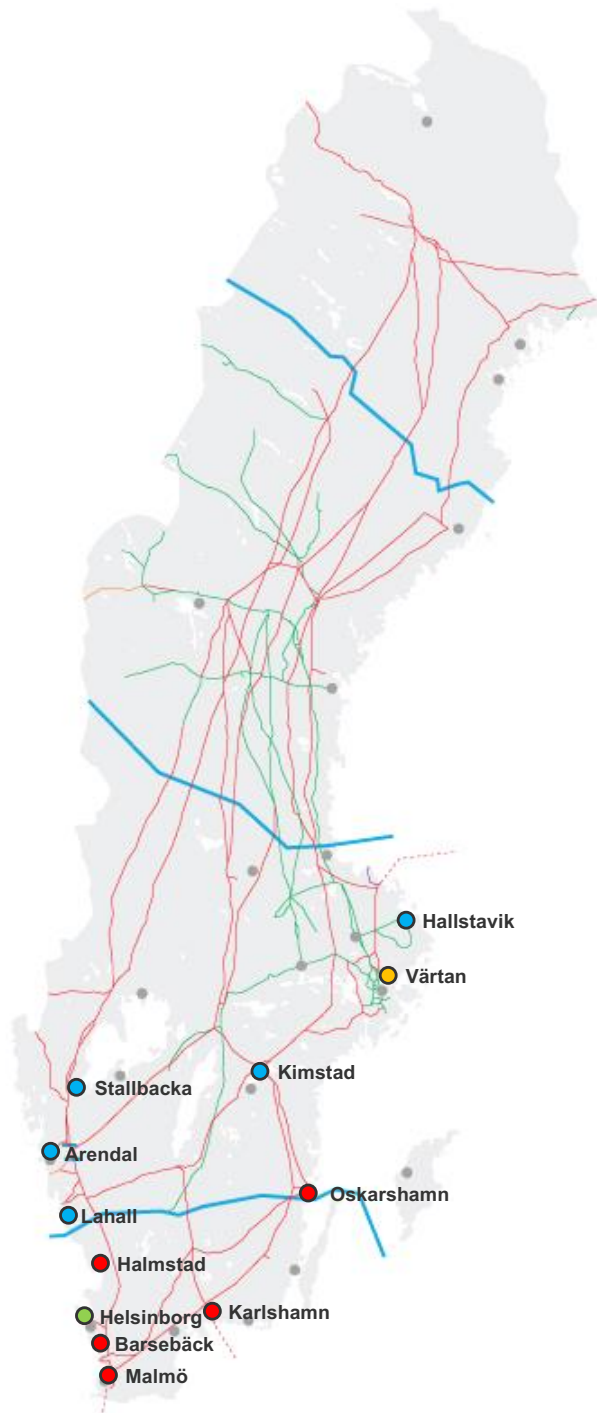 Hallstavik
Värtan
Kimstad
Stallbacka
Arendal
Oskarshamn
Lahall
Halmstad
Karlshamn
Helsinborg
Barsebäck
Malmö